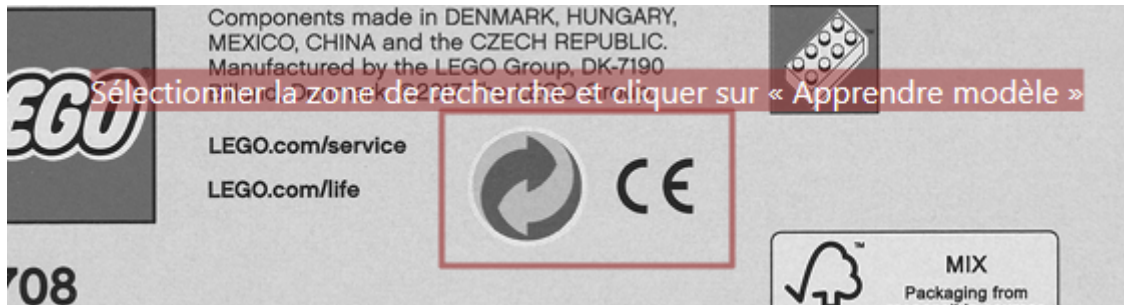 Components made in DENMARK, HUNGARY,
MEXICO, CHINA and the CZECH REPUBLIC.
Manufactured by the LEGO Group, DK-7190
Sélectionner la zone de recherche et cliquer sur « Apprendre modèle »
EGO
LEGO.com/service
LEGO.com/life
CE
708
™
MIX
Packaging from